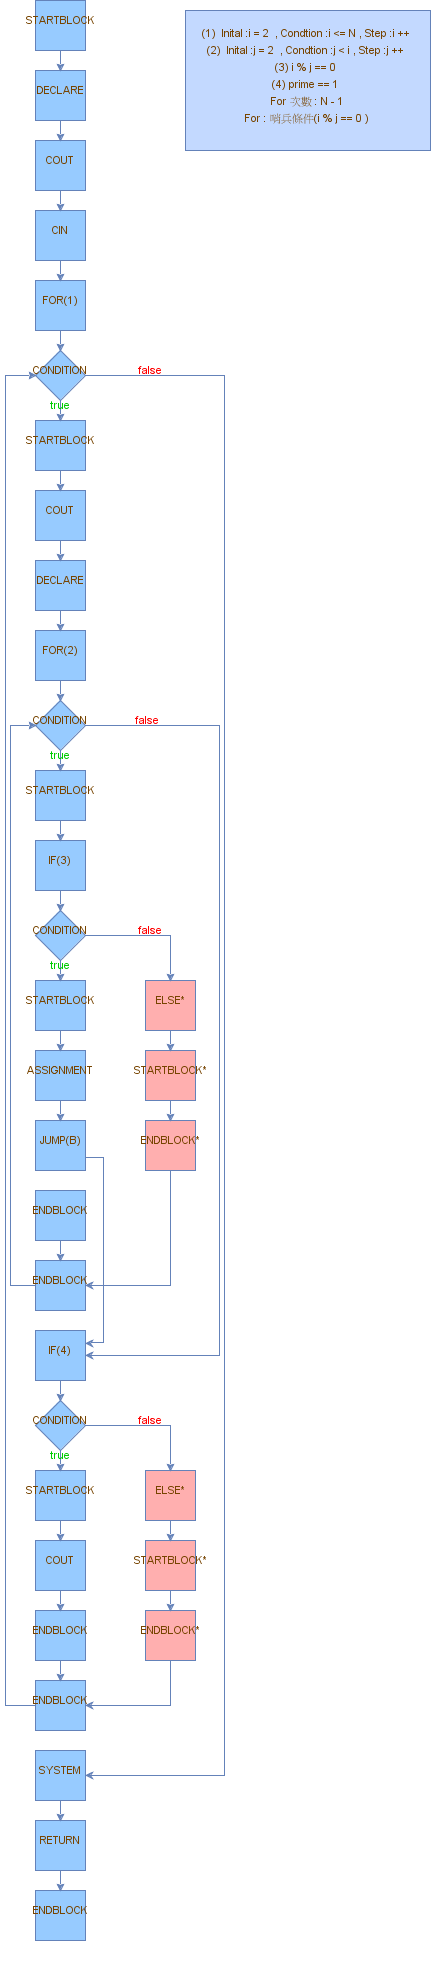 STARTBLOCK
(1) Inital :i = 2 , Condtion :i <= N , Step :i ++
(2) Inital :j = 2 , Condtion :j < i , Step :j ++
(3) i % j == 0
(4) prime == 1
For 次數 : N - 1
For : 哨兵條件(i % j == 0 )
DECLARE
COUT
CIN
FOR(1)
CONDITION
false
true
STARTBLOCK
COUT
DECLARE
FOR(2)
CONDITION
false
true
STARTBLOCK
IF(3)
CONDITION
false
true
STARTBLOCK
ELSE*
ASSIGNMENT
STARTBLOCK*
JUMP(B)
ENDBLOCK*
ENDBLOCK
ENDBLOCK
IF(4)
CONDITION
false
true
STARTBLOCK
ELSE*
COUT
STARTBLOCK*
ENDBLOCK
ENDBLOCK*
ENDBLOCK
SYSTEM
RETURN
ENDBLOCK